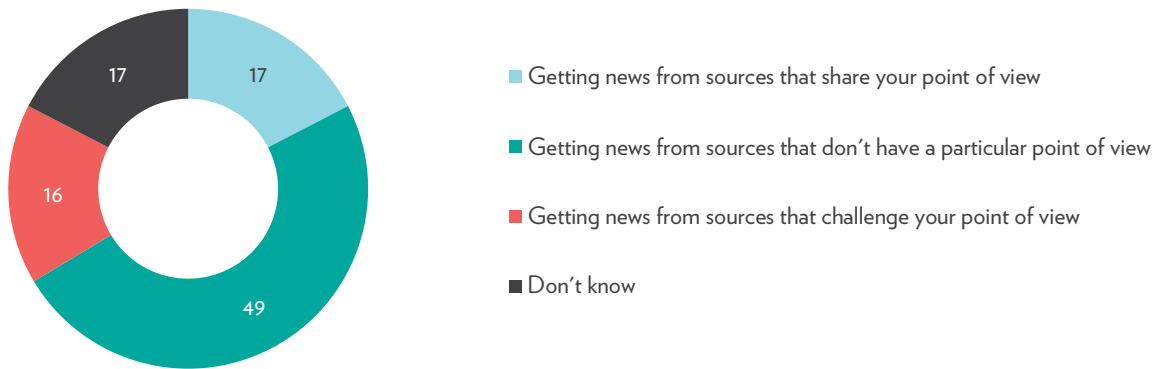 17
17
16
49
Getting news from sources that share your point of view
Getting news from sources that don't have a particular point of view
Getting news from sources that challenge your point of view
Don't know